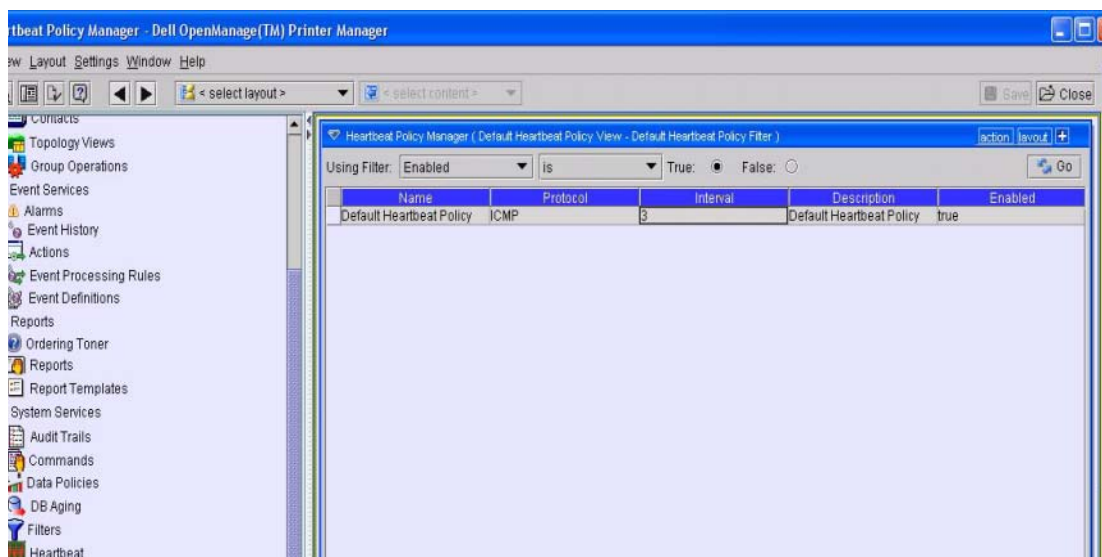 rtbeat Policy Manager - Dell OpenManage(TM) Printer Manager
ew Layout Settings Window Help
< select layout > < select content > Save Close
Contacts
Topology Views
Group Operations
Event Services
Alarms
Event History
Actions
Event Processing Rules
Event Definitions
Reports
Ordering Toner
Reports
Report Templates
System Services
Audit Trails
Commands
Data Policies
DB Aging
Filters
Heartbeat
Heartbeat Policy Manager ( Default Heartbeat Policy View - Default Heartbeat Policy Filter ) action layout
Using Filter: Enabled is True: False: Go
Name Protocol Interval Description Enabled
Default Heartbeat Policy ICMP 3 Default Heartbeat Policy true